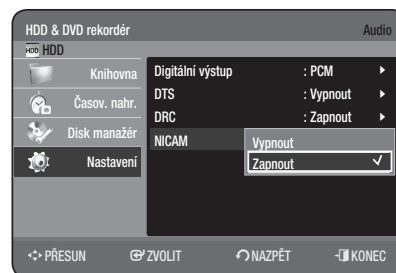 HDD & DVD rekordér Audio
HDD HDD
Knihovna
Časov. nahr.
Disk manažér
Nastavení
Digitální výstup : PCM
DTS : Vypnout
DRC : Zapnout
NICAM
Vypnout
Zapnout
PŘESUN ZVOLIT NAZPĚT KONEC